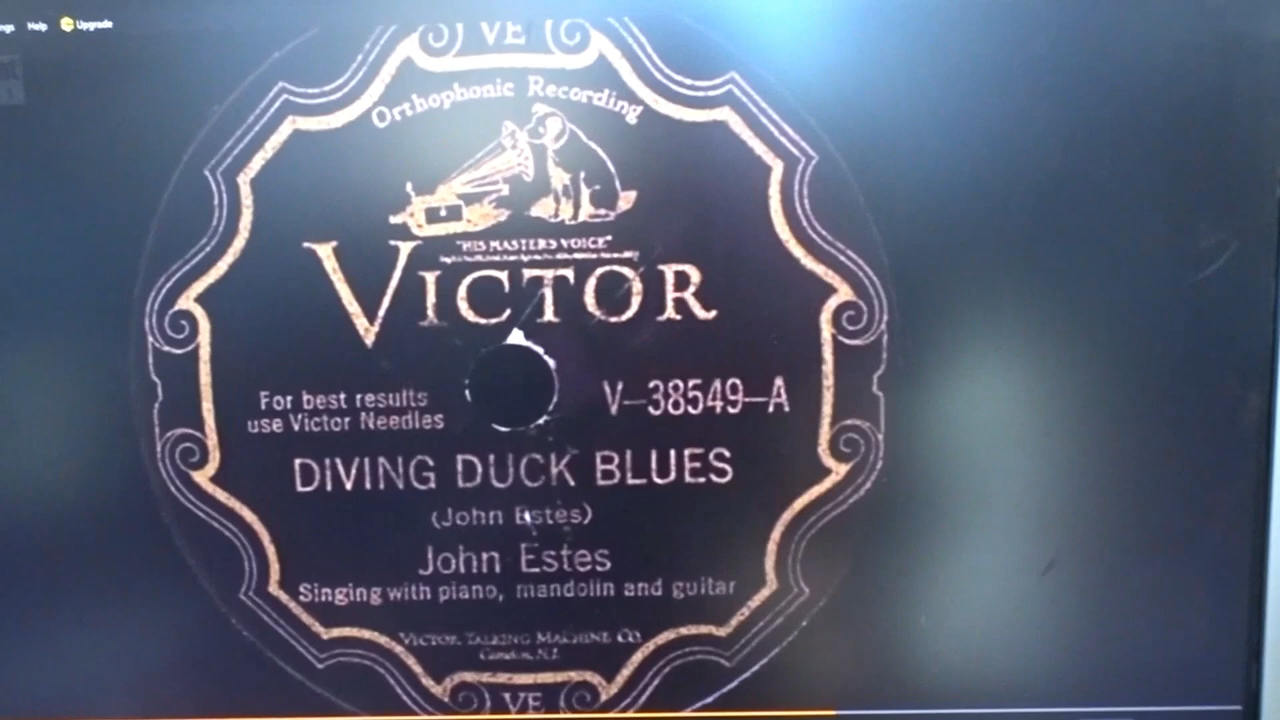 Help Upgrade
VE
Orthophonic Recording
"HIS MASTER'S VOICE"
VICTOR
For best results
use Victor Needles
V–38549–A
DIVING DUCK BLUES
(John Estes)
John Estes
Singing with piano, mandolin and guitar
VICTOR TALKING MACHINE CO.
Camden, N.J.
VE